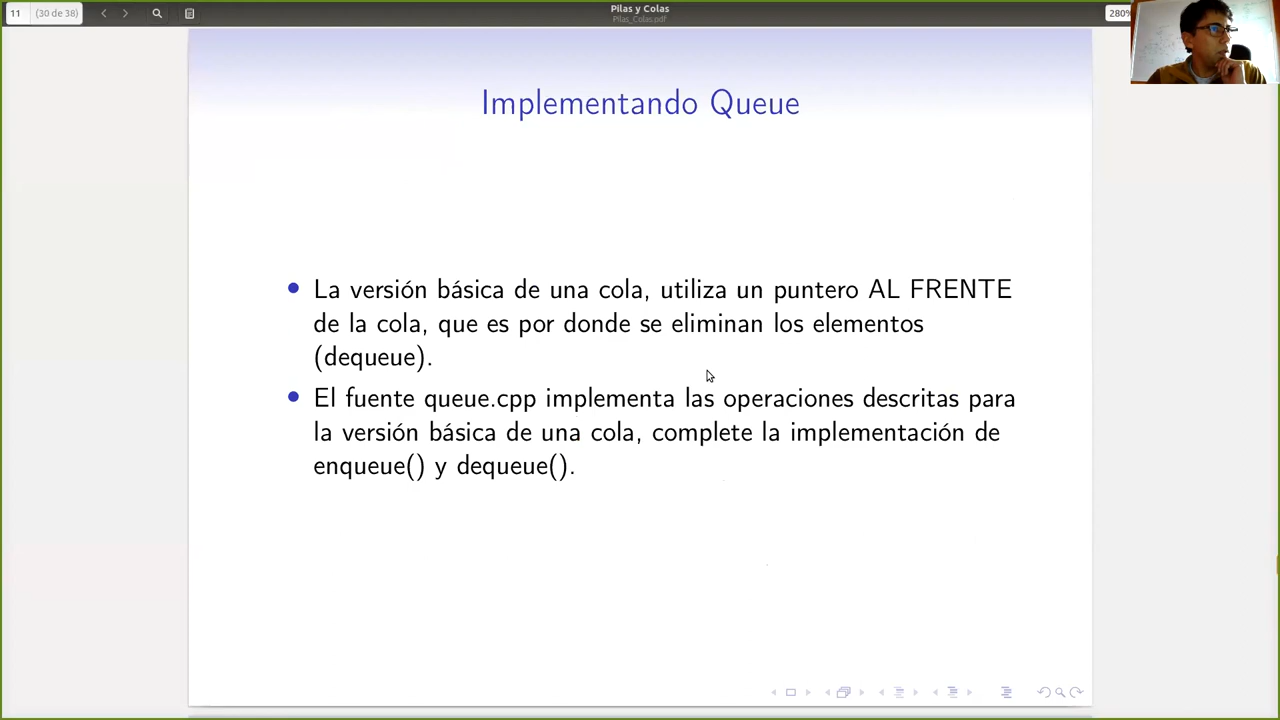 11
(30 de 38)
Pilas y Colas
Pilas_Colas.pdf
280%
Implementando Queue
La versión básica de una cola, utiliza un puntero AL FRENTE
de la cola, que es por donde se eliminan los elementos
(dequeue).
El fuente queue.cpp implementa las operaciones descritas para
la versión básica de una cola, complete la implementación de
enqueue() y dequeue().